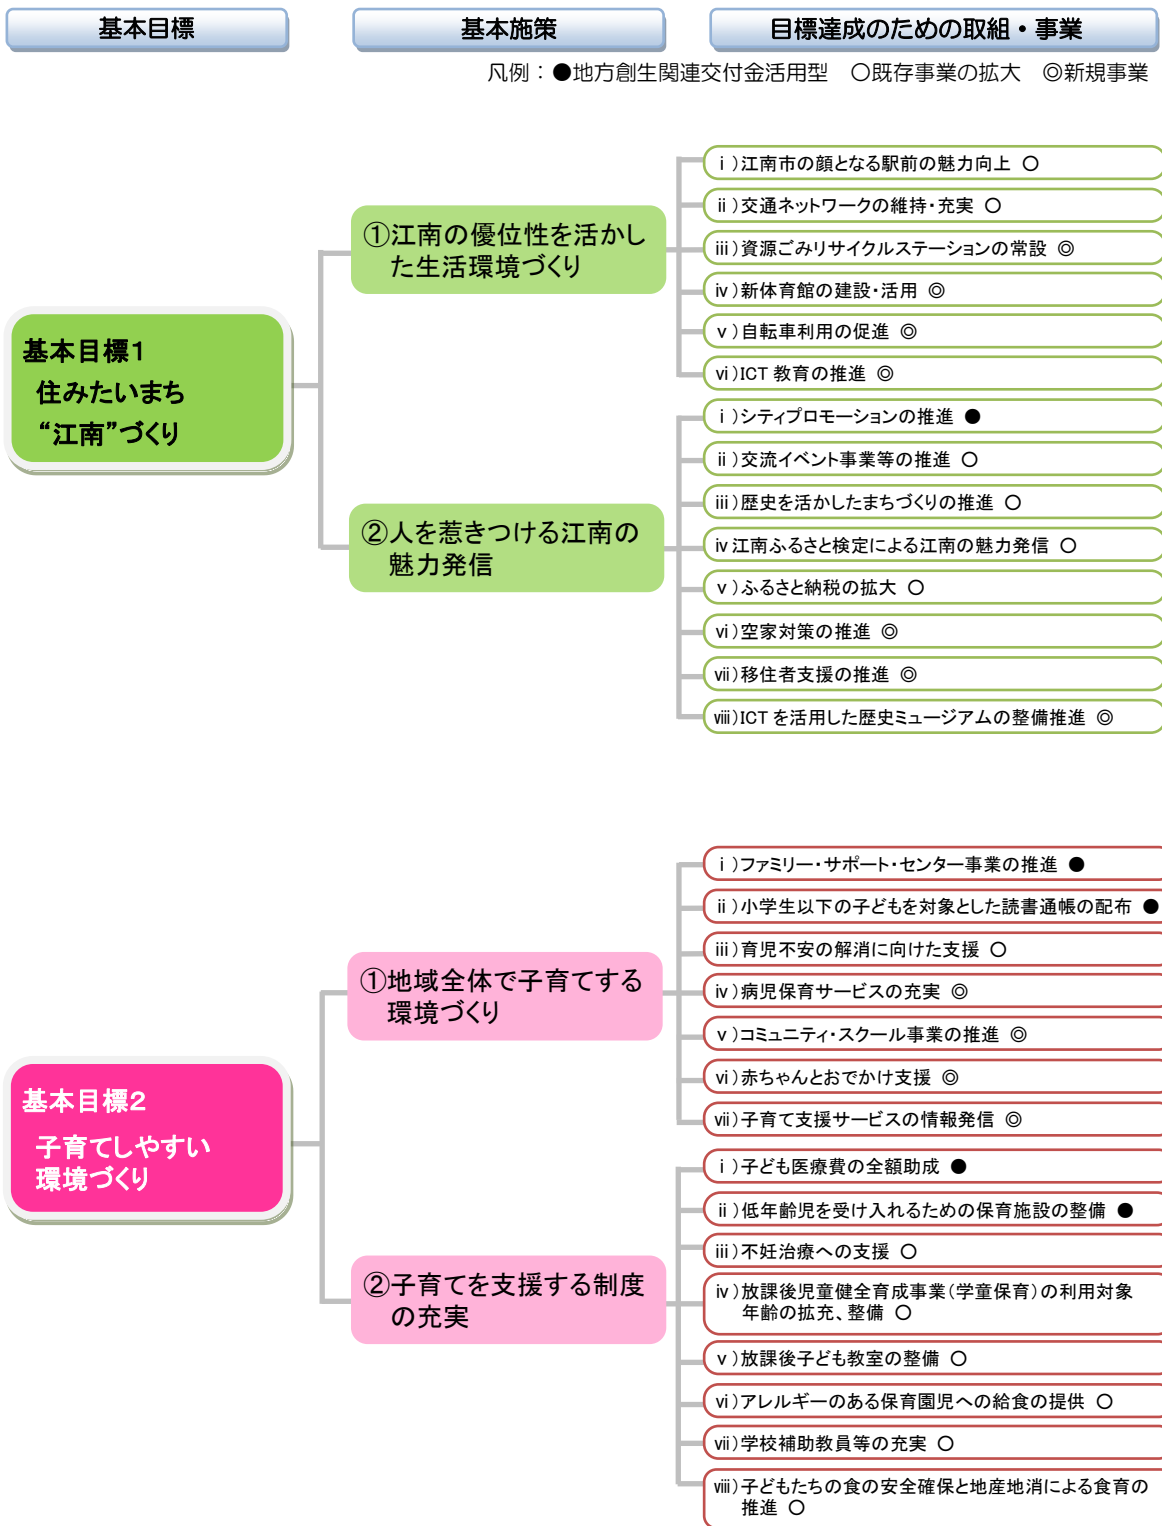 基本目標
基本施策
目標達成のための取組・事業
凡例：●地方創生関連交付金活用型　○既存事業の拡大　◎新規事業
基本目標1
住みたいまち
“江南”づくり
①江南の優位性を活かし
た生活環境づくり
ⅰ)江南市の顔となる駅前の魅力向上 ○
ⅱ)交通ネットワークの維持・充実 ○
ⅲ)資源ごみリサイクルステーションの常設 ◎
ⅳ)新体育館の建設・活用 ◎
ⅴ)自転車利用の促進 ◎
ⅵ)ICT 教育の推進 ◎
②人を惹きつける江南の
魅力発信
ⅰ)シティプロモーションの推進 ●
ⅱ)交流イベント事業等の推進 ○
ⅲ)歴史を活かしたまちづくりの推進 ○
ⅳ江南ふるさと検定による江南の魅力発信 ○
ⅴ)ふるさと納税の拡大 ○
ⅵ)空家対策の推進 ◎
ⅶ)移住者支援の推進 ◎
ⅷ)ICT を活用した歴史ミュージアムの整備推進 ◎
基本目標2
子育てしやすい
環境づくり
①地域全体で子育てする
環境づくり
ⅰ)ファミリー・サポート・センター事業の推進 ●
ⅱ)小学生以下の子どもを対象とした読書通帳の配布 ●
ⅲ)育児不安の解消に向けた支援 ○
ⅳ)病児保育サービスの充実 ◎
ⅴ)コミュニティ・スクール事業の推進 ◎
ⅵ)赤ちゃんとおでかけ支援 ◎
ⅶ)子育て支援サービスの情報発信 ◎
②子育てを支援する制度
の充実
ⅰ)子ども医療費の全額助成 ●
ⅱ)低年齢児を受け入れるための保育施設の整備 ●
ⅲ)不妊治療への支援 ○
ⅳ)放課後児童健全育成事業(学童保育)の利用対象
年齢の拡充、整備 ○
ⅴ)放課後子ども教室の整備 ○
ⅵ)アレルギーのある保育園児への給食の提供 ○
ⅶ)学校補助教員等の充実 ○
ⅷ)子どもたちの食の安全確保と地産地消による食育の
推進 ○